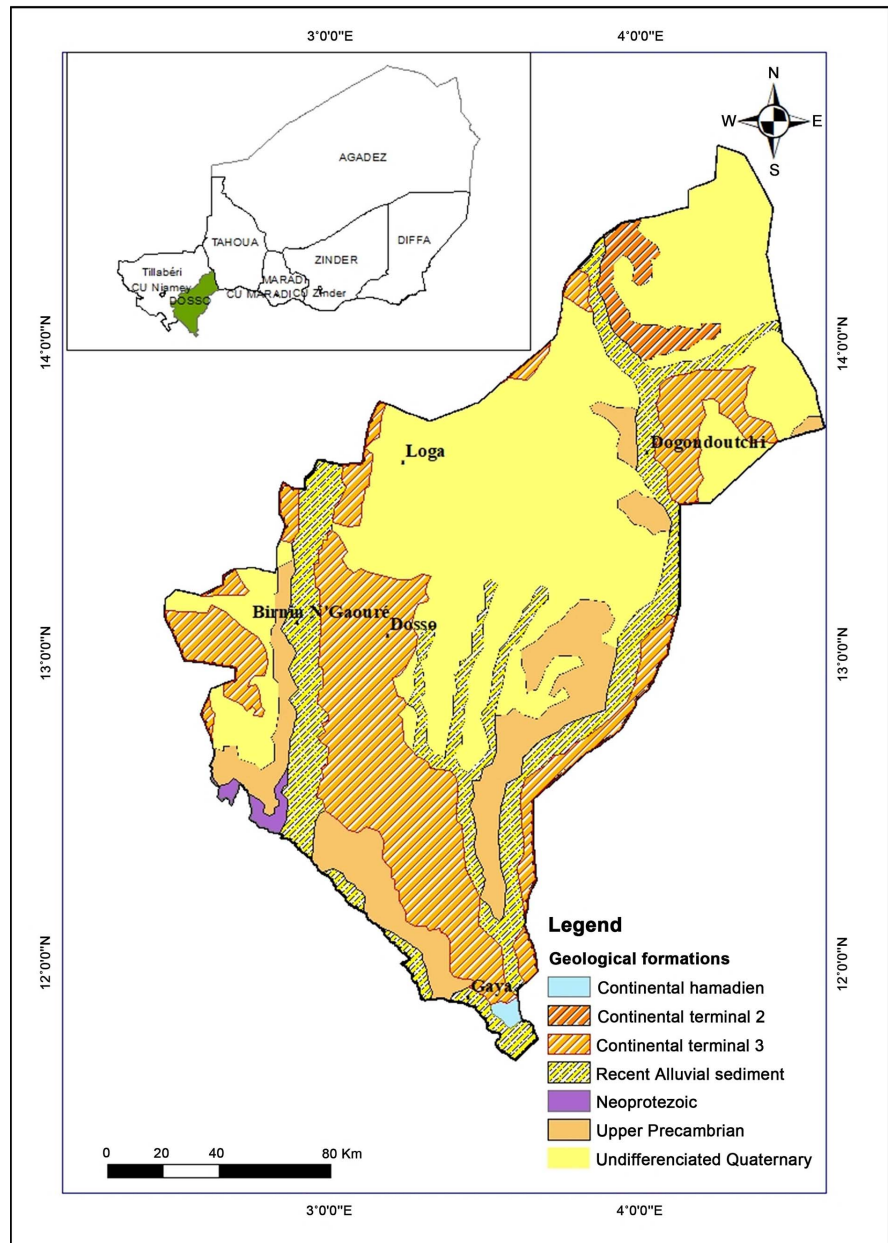 3°0'0"E
4°0'0"E
N
W
E
S
AGADEZ
TAHOUA
DIFFA
ZINDER
Tillabéri
MARADI
CU Niamey
CU MARADI
CU Zinder
DOSSO
14°0'0"N
14°0'0"N
Loga
Dogondoutchi
Birnin N'Gaouré
Dosso
13°0'0"N
13°0'0"N
12°0'0"N
12°0'0"N
Gaya
Legend
Geological formations
Continental hamadien
Continental terminal 2
Continental terminal 3
Recent Alluvial sediment
Neoprotezoic
Upper Precambrian
Undifferenciated Quaternary
0 20 40 80 Km
3°0'0"E
4°0'0"E